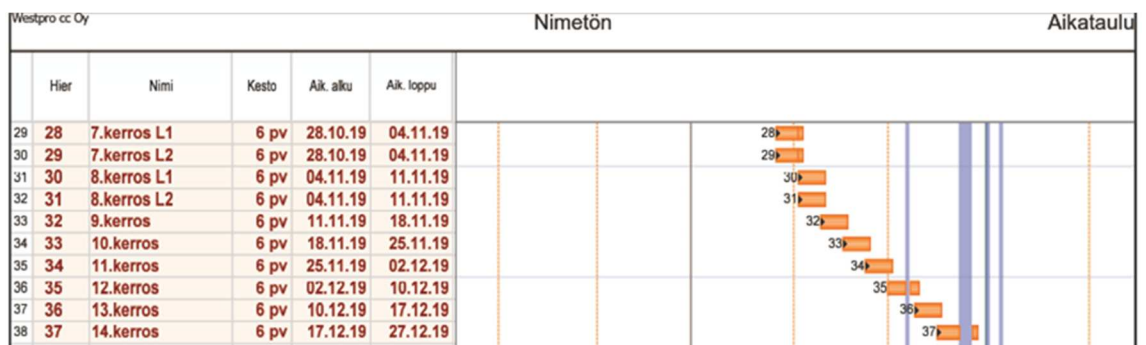 Westpro cc Oy Nimetön Aikataulu
Hier Nimi Kesto Aik. alku Aik. loppu
29 28 7.kerros L1 6 pv 28.10.19 04.11.19 28
30 29 7.kerros L2 6 pv 28.10.19 04.11.19 29
31 30 8.kerros L1 6 pv 04.11.19 11.11.19 30
32 31 8.kerros L2 6 pv 04.11.19 11.11.19 31
33 32 9.kerros 6 pv 11.11.19 18.11.19 32
34 33 10.kerros 6 pv 18.11.19 25.11.19 33
35 34 11.kerros 6 pv 25.11.19 02.12.19 34
36 35 12.kerros 6 pv 02.12.19 10.12.19 35
37 36 13.kerros 6 pv 10.12.19 17.12.19 36
38 37 14.kerros 6 pv 17.12.19 27.12.19 37